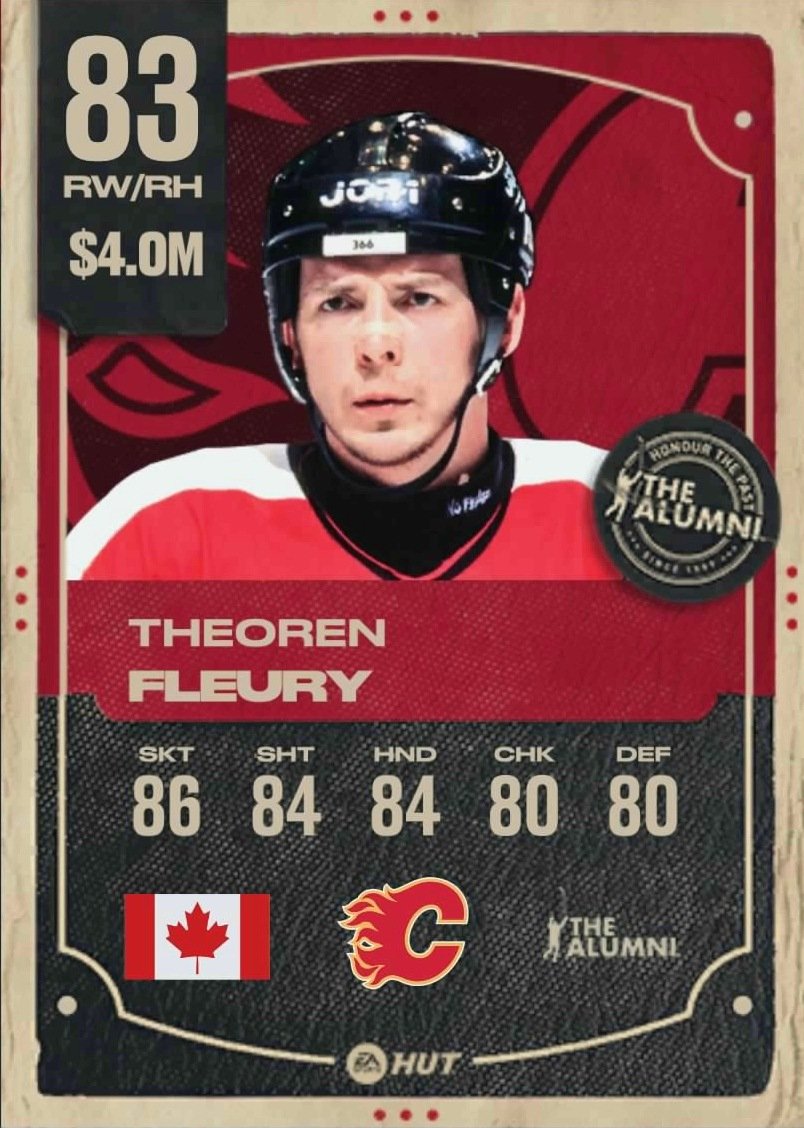 83
RW/RH
$4.0M
JOFA
366
HONOUR THE PAST
THE
ALUMNI
THEOREN
FLEURY
SKT SHT HND CHK DEF
86 84 84 80 80
C
THE
ALUMNI
EA
HUT